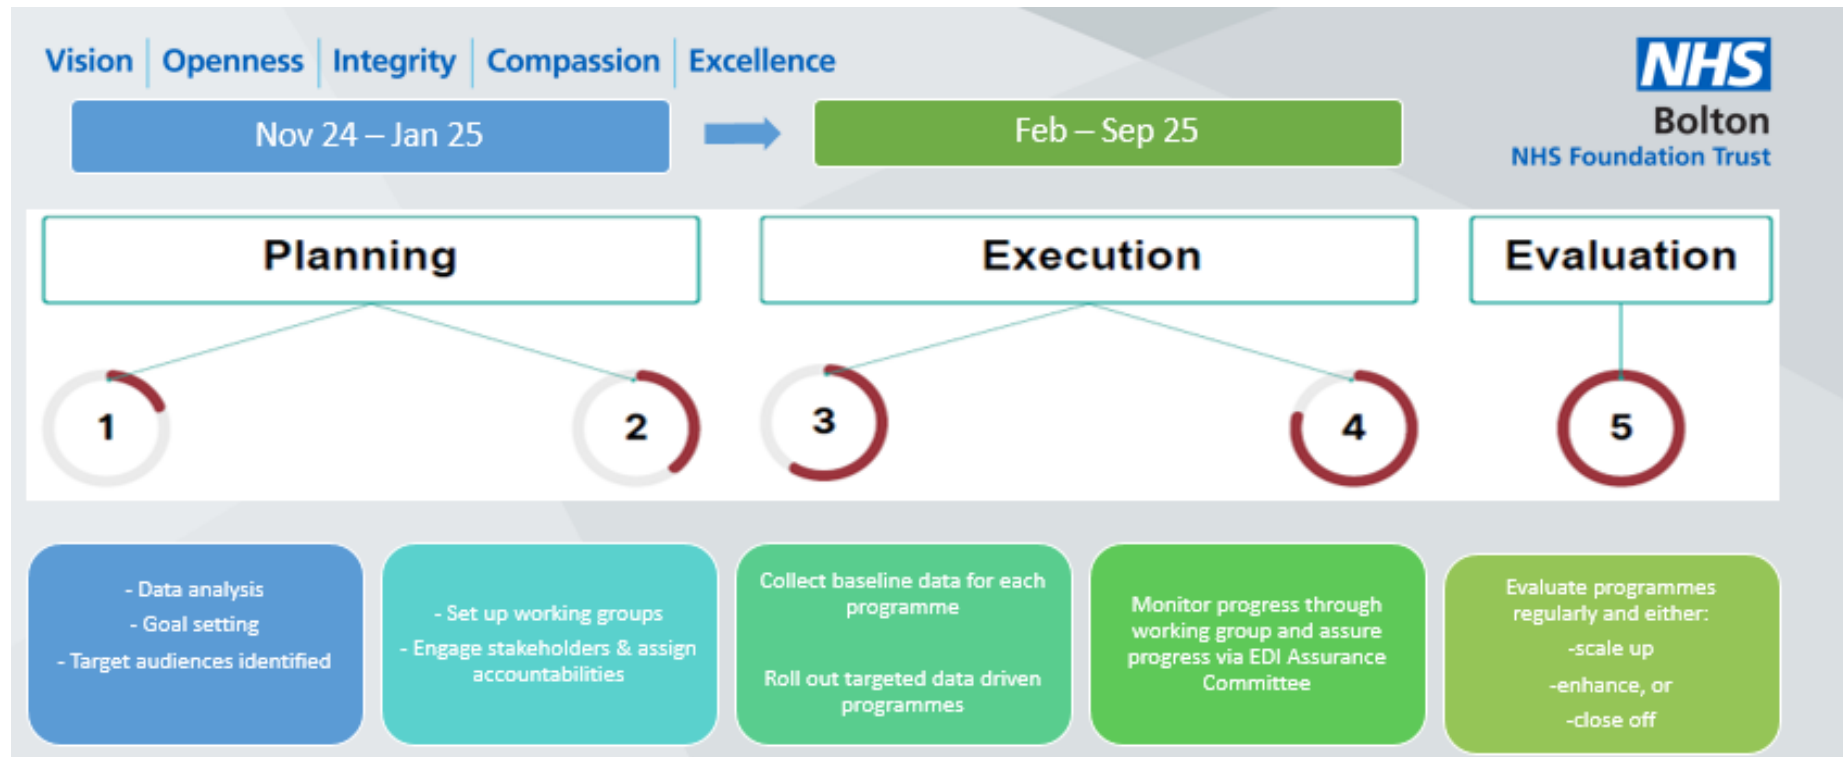 Vision Openness Integrity Compassion Excellence
NHS
Bolton
NHS Foundation Trust
Nov 24 – Jan 25
Feb – Sep 25
Planning
Execution
Evaluation
1
2
3
4
5
- Data analysis
- Goal setting
- Target audiences identified
- Set up working groups
- Engage stakeholders & assign
accountabilities
Collect baseline data for each
programme
Roll out targeted data driven
programmes
Monitor progress through
working group and assure
progress via EDI Assurance
Committee
Evaluate programmes
regularly and either:
-scale up
-enhance, or
-close off